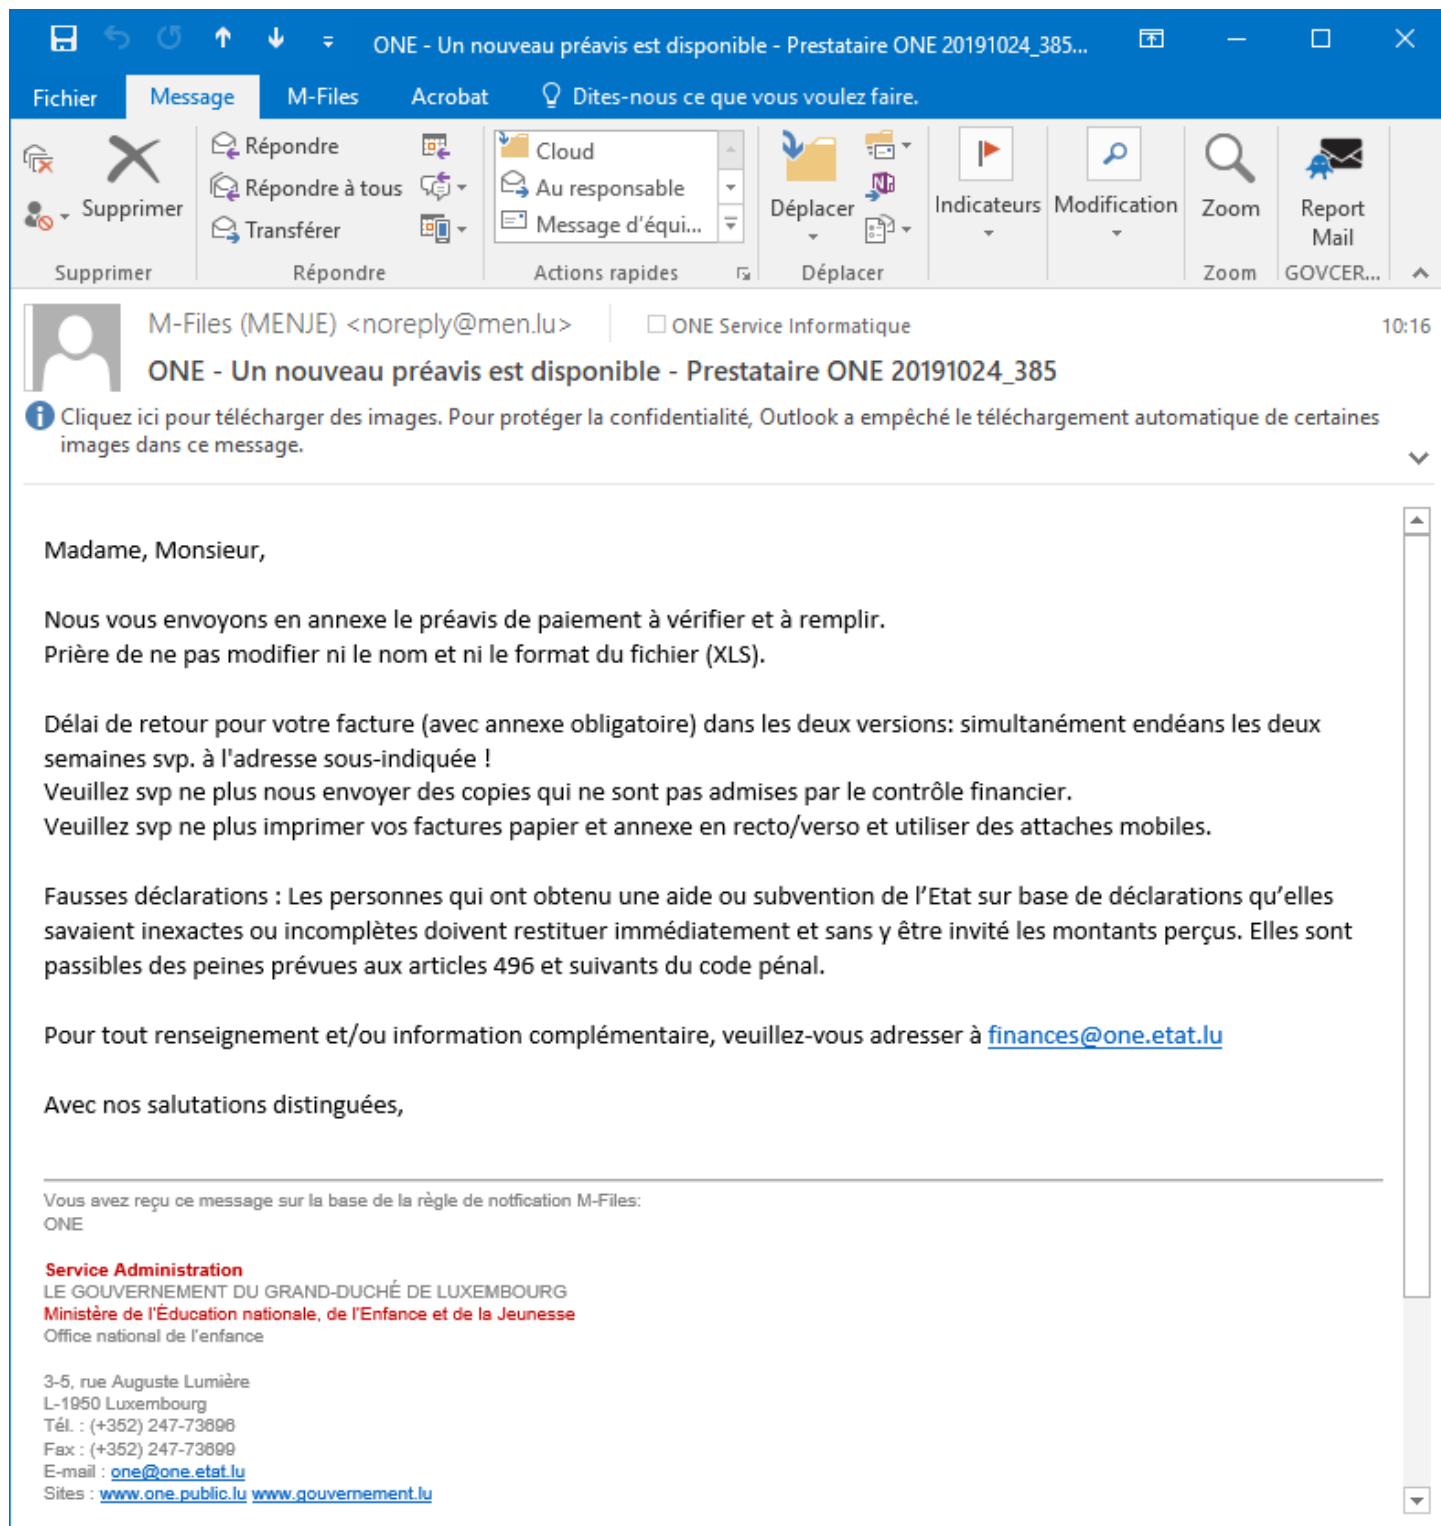 ONE - Un nouveau préavis est disponible - Prestataire ONE 20191024_385...
Fichier Message M-Files Acrobat Dites-nous ce que vous voulez faire.
Supprimer
Répondre
Répondre à tous
Transférer
Cloud
Au responsable
Message d'équi...
Déplacer
Indicateurs
Modification
Zoom
Report
Mail
Supprimer Répondre Actions rapides Déplacer Zoom GOVCER...
M-Files (MENJE) <noreply@men.lu> ONE Service Informatique 10:16
ONE - Un nouveau préavis est disponible - Prestataire ONE 20191024_385
Cliquez ici pour télécharger des images. Pour protéger la confidentialité, Outlook a empêché le téléchargement automatique de certaines
images dans ce message.
Madame, Monsieur,
Nous vous envoyons en annexe le préavis de paiement à vérifier et à remplir.
Prière de ne pas modifier ni le nom et ni le format du fichier (XLS).
Délai de retour pour votre facture (avec annexe obligatoire) dans les deux versions: simultanément endéans les deux
semaines svp. à l'adresse sous-indiquée !
Veuillez svp ne plus nous envoyer des copies qui ne sont pas admises par le contrôle financier.
Veuillez svp ne plus imprimer vos factures papier et annexe en recto/verso et utiliser des attaches mobiles.
Fausses déclarations : Les personnes qui ont obtenu une aide ou subvention de l’Etat sur base de déclarations qu’elles
savaient inexactes ou incomplètes doivent restituer immédiatement et sans y être invité les montants perçus. Elles sont
passibles des peines prévues aux articles 496 et suivants du code pénal.
Pour tout renseignement et/ou information complémentaire, veuillez-vous adresser à finances@one.etat.lu
Avec nos salutations distinguées,
Vous avez reçu ce message sur la base de la règle de notfication M-Files:
ONE
Service Administration
LE GOUVERNEMENT DU GRAND-DUCHÉ DE LUXEMBOURG
Ministère de l'Éducation nationale, de l'Enfance et de la Jeunesse
Office national de l'enfance
3-5, rue Auguste Lumière
L-1950 Luxembourg
Tél. : (+352) 247-73696
Fax : (+352) 247-73699
E-mail : one@one.etat.lu
Sites : www.one.public.lu www.gouvernement.lu